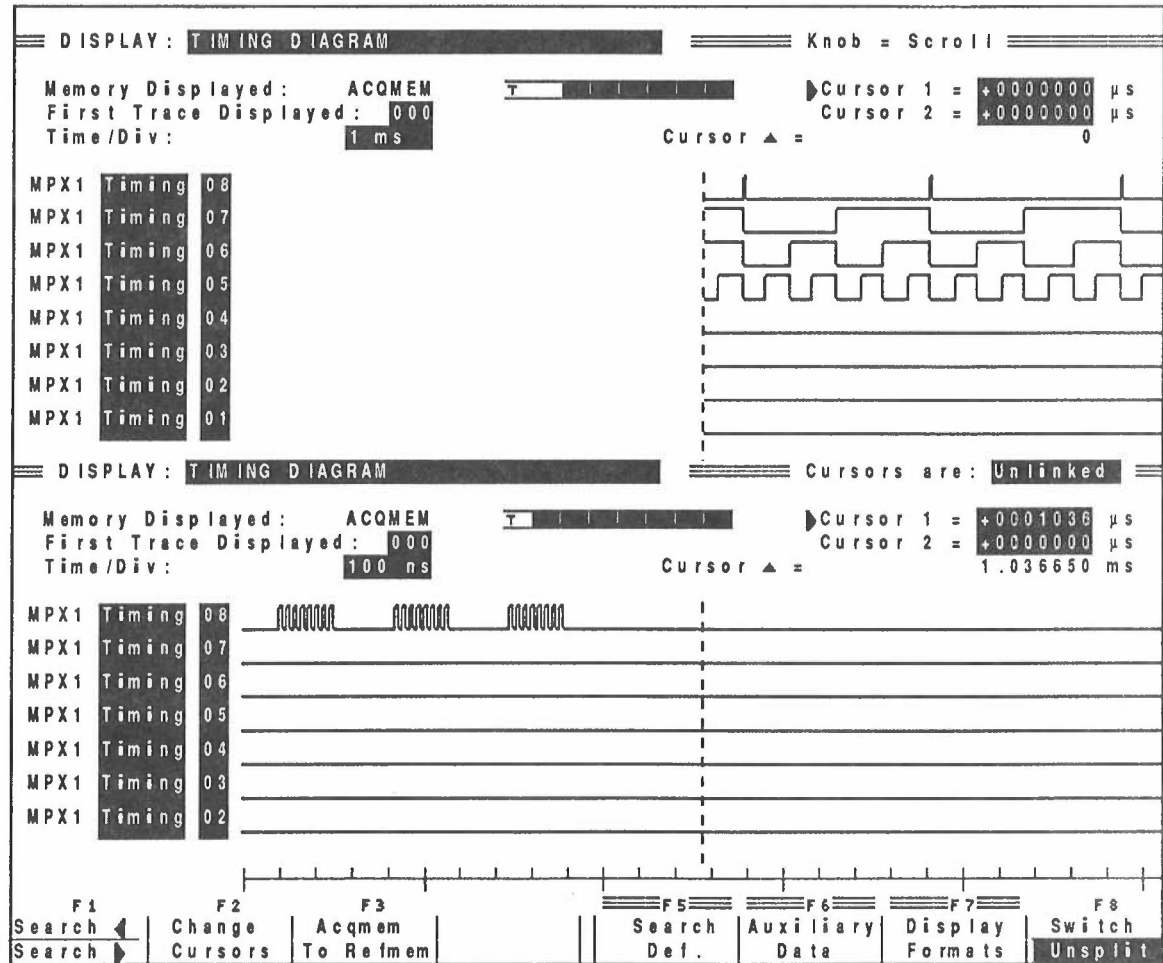 DISPLAY: TIMING DIAGRAM Knob = Scroll
Memory Displayed: ACQMEM T Cursor 1 = +0000000 µs
First Trace Displayed: 000 Cursor 2 = +0000000 µs
Time/Div: 1 ms Cursor ▲ = 0
MPX1 Timing 08
MPX1 Timing 07
MPX1 Timing 06
MPX1 Timing 05
MPX1 Timing 04
MPX1 Timing 03
MPX1 Timing 02
MPX1 Timing 01
DISPLAY: TIMING DIAGRAM Cursors are: Unlinked
Memory Displayed: ACQMEM T Cursor 1 = +0001036 µs
First Trace Displayed: 000 Cursor 2 = +0000000 µs
Time/Div: 100 ns Cursor ▲ = 1.036650 ms
MPX1 Timing 08
MPX1 Timing 07
MPX1 Timing 06
MPX1 Timing 05
MPX1 Timing 04
MPX1 Timing 03
MPX1 Timing 02
F1 F2 F3 F5 F6 F7 F8
Search ◀ Change Acqmem Search Auxiliary Display Switch
Search ▶ Cursors To Refmem Def. Data Formats Unsplit